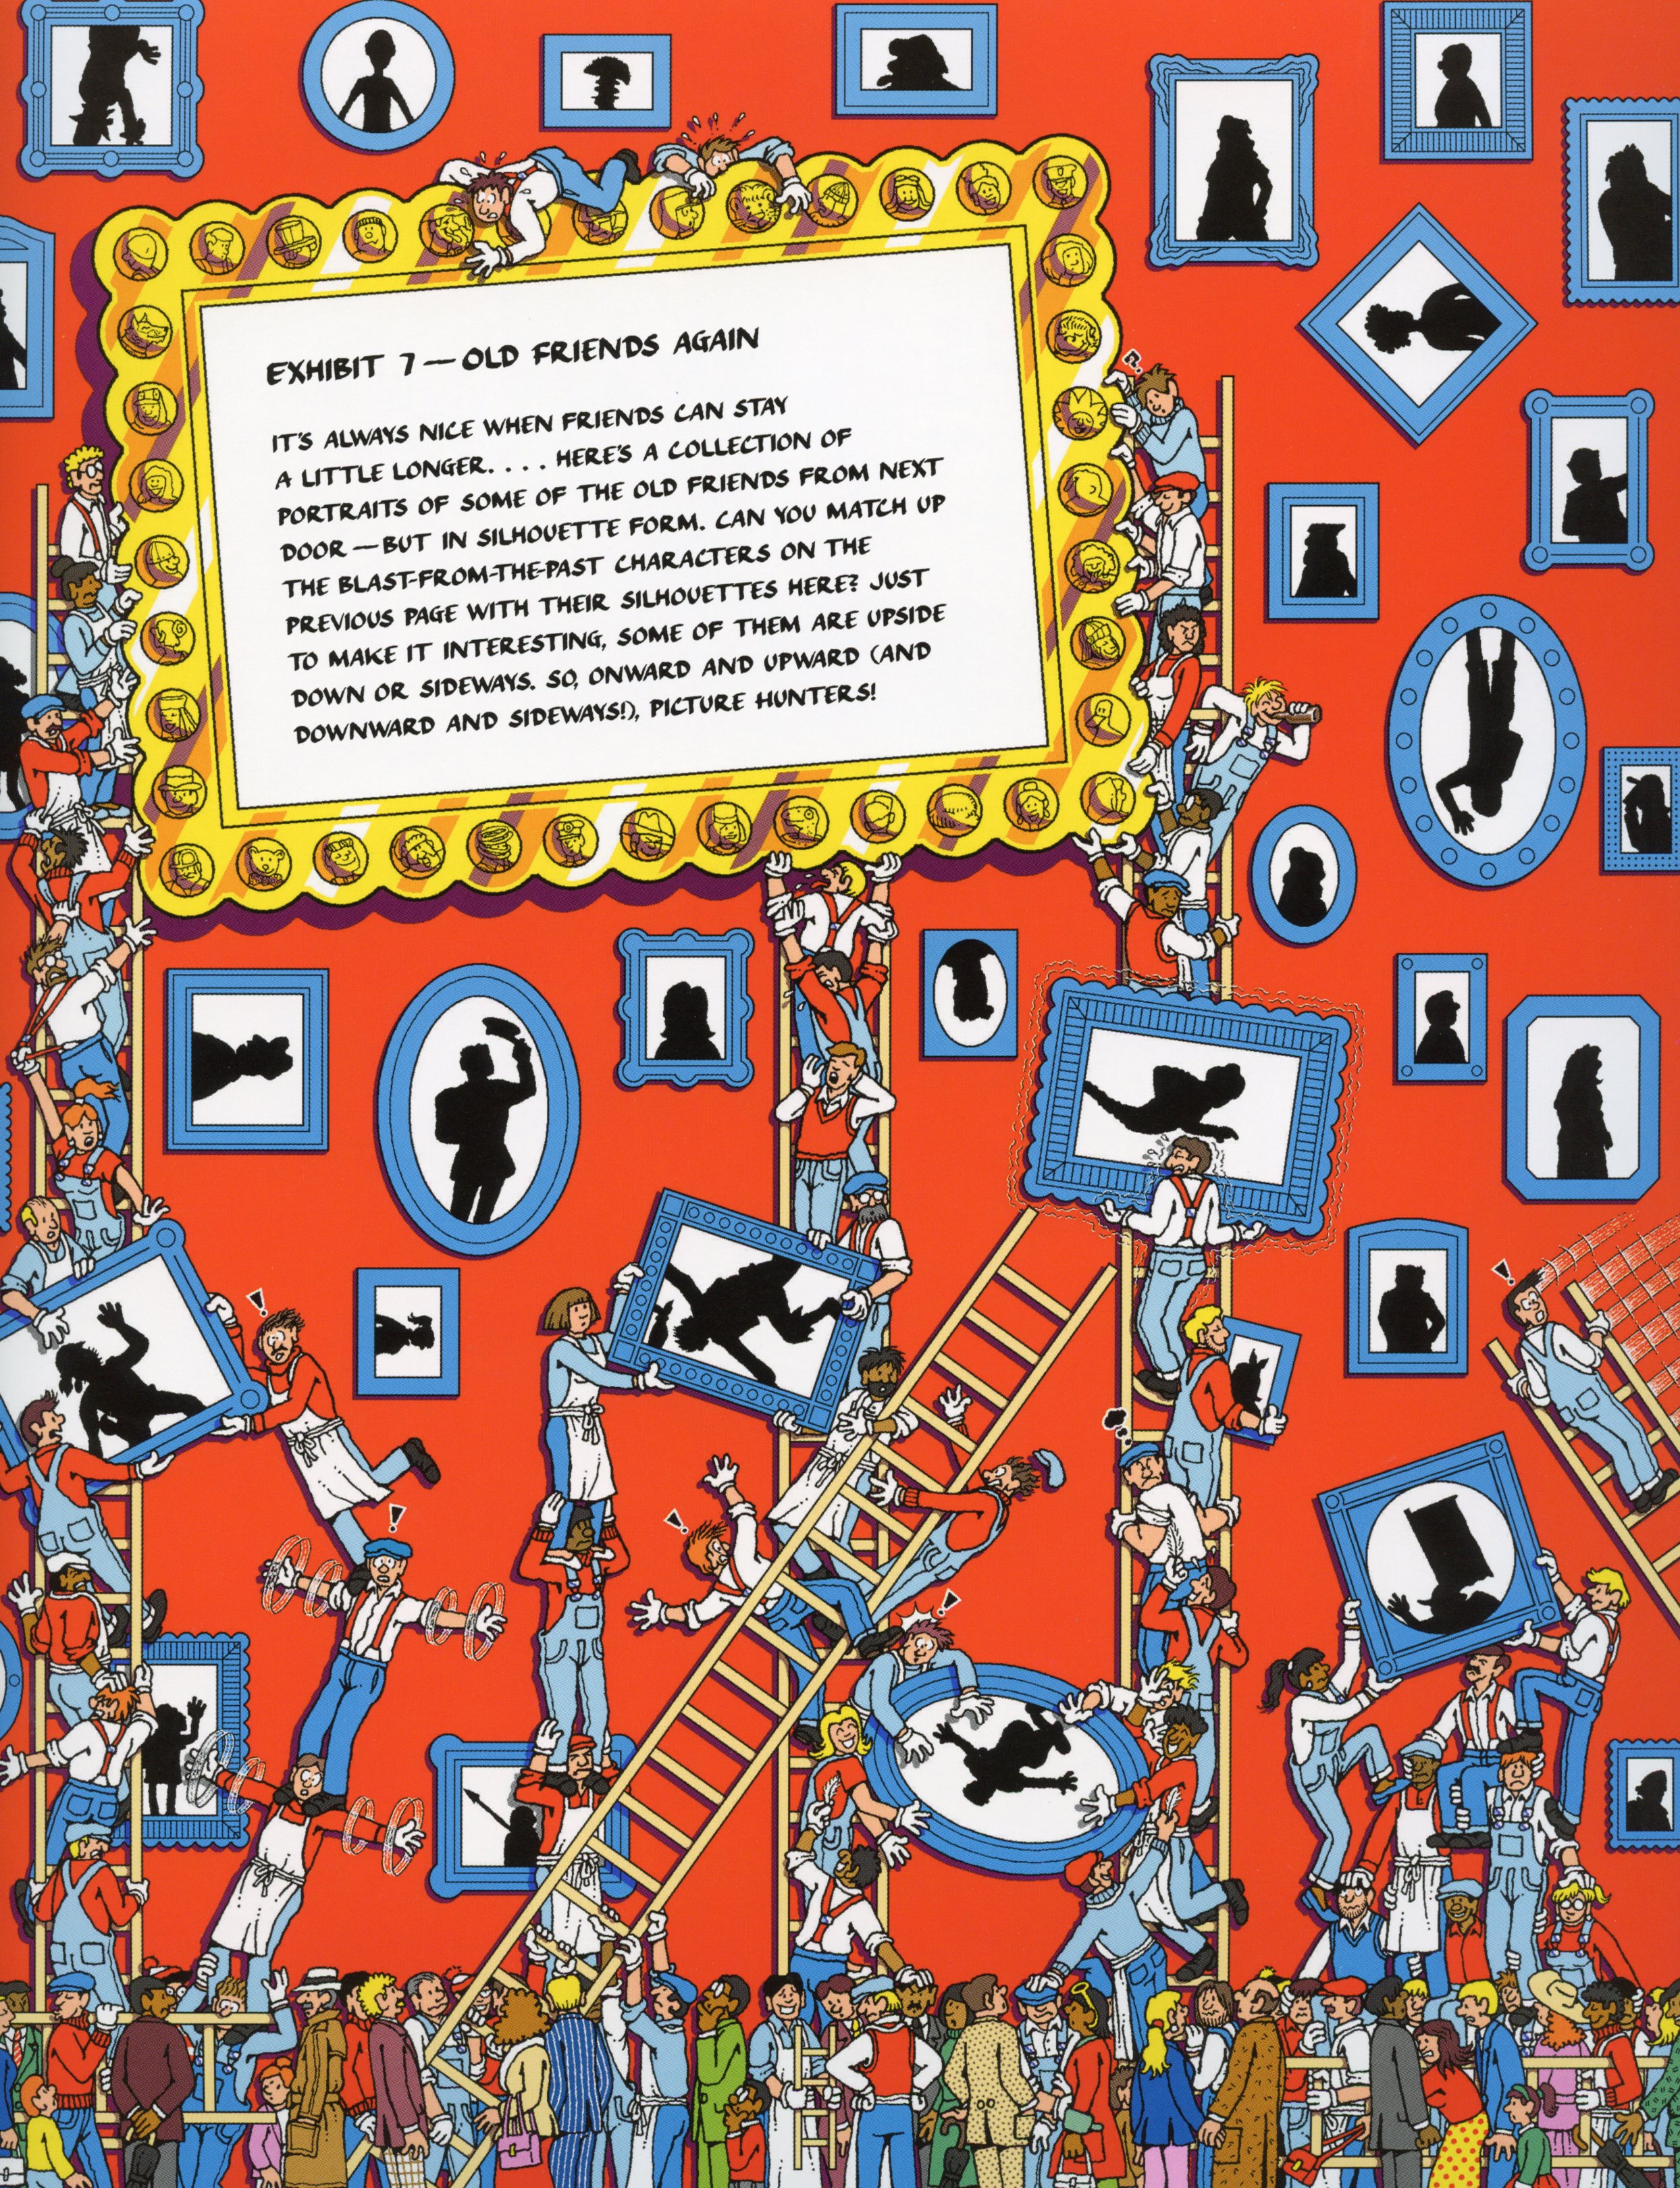 EXHIBIT 7 — OLD FRIENDS AGAIN
IT'S ALWAYS NICE WHEN FRIENDS CAN STAY
A LITTLE LONGER. . . . HERE'S A COLLECTION OF
PORTRAITS OF SOME OF THE OLD FRIENDS FROM NEXT
DOOR — BUT IN SILHOUETTE FORM. CAN YOU MATCH UP
THE BLAST-FROM-THE-PAST CHARACTERS ON THE
PREVIOUS PAGE WITH THEIR SILHOUETTES HERE? JUST
TO MAKE IT INTERESTING, SOME OF THEM ARE UPSIDE
DOWN OR SIDEWAYS. SO, ONWARD AND UPWARD (AND
DOWNWARD AND SIDEWAYS!), PICTURE HUNTERS!
?
!
!
!
!
!